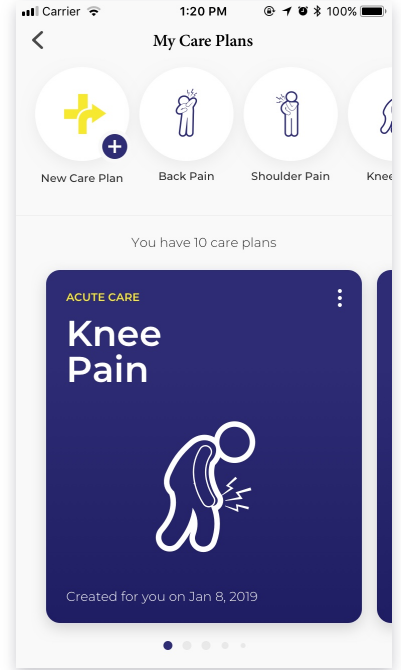 Carrier 1:20 PM 100%
My Care Plans
New Care Plan Back Pain Shoulder Pain Knee
You have 10 care plans
ACUTE CARE
Knee
Pain
Created for you on Jan 8, 2019